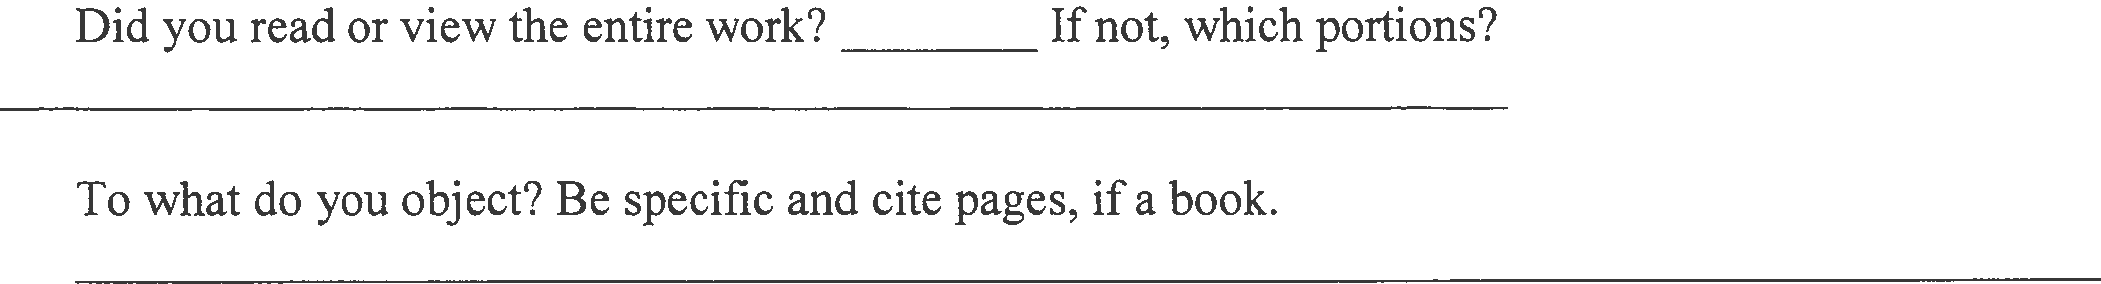 Did you read or view the entire work? ________ If not, which portions?
To what do you object? Be specific and cite pages, if a book.